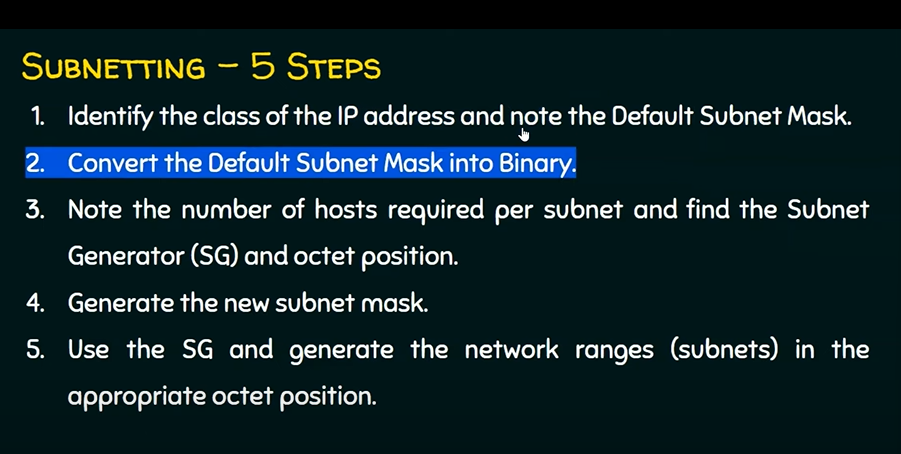 SUBNETTING – 5 STEPS
1. Identify the class of the IP address and note the Default Subnet Mask.
2. Convert the Default Subnet Mask into Binary.
3. Note the number of hosts required per subnet and find the Subnet
Generator (SG) and octet position.
4. Generate the new subnet mask.
5. Use the SG and generate the network ranges (subnets) in the
appropriate octet position.